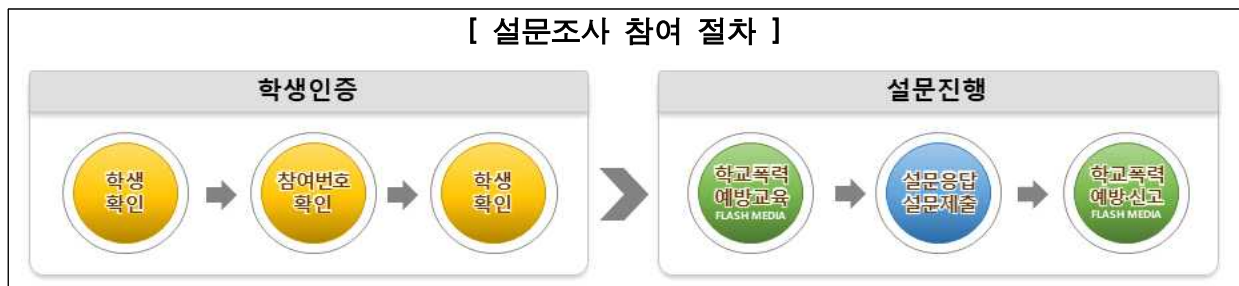 [ 설문조사 참여 절차 ]
학생인증
학생
확인
참여번호
확인
학생
확인
설문진행
학교폭력
예방교육
FLASH MEDIA
설문응답
설문제출
학교폭력
예방·신고
FLASH MEDIA